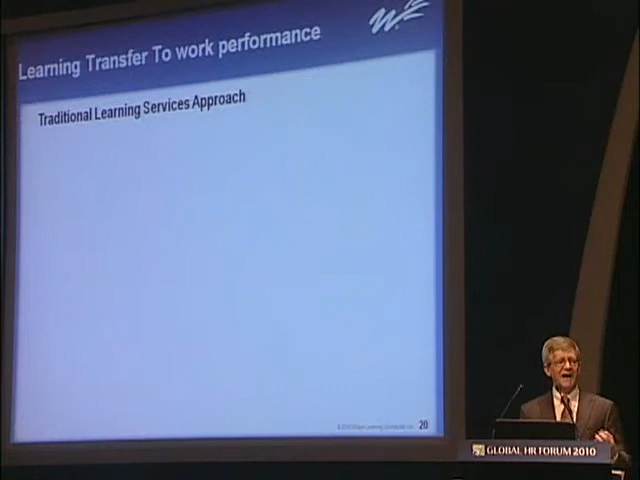 Learning Transfer To work performance
Traditional Learning Services Approach
20
GLOBAL HR FORUM 2010